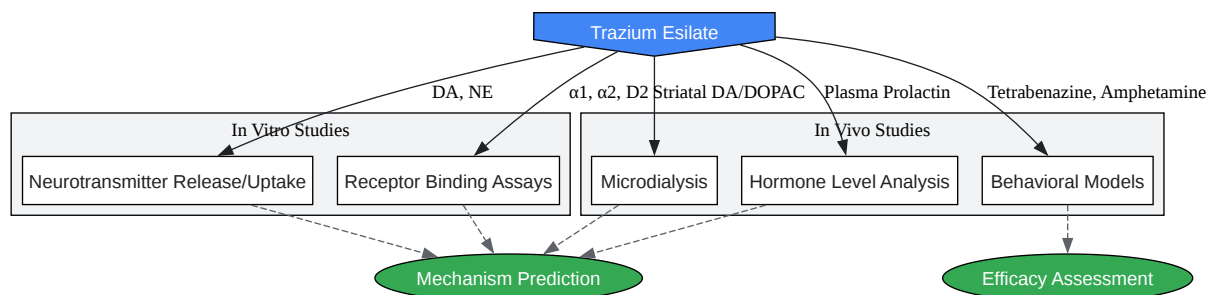 Trazium Esilate
DA, NE
α1, α2, D2
Striatal DA/DOPAC
Plasma Prolactin
Tetrabenazine, Amphetamine
In Vitro Studies
In Vivo Studies
Neurotransmitter Release/Uptake
Receptor Binding Assays
Microdialysis
Hormone Level Analysis
Behavioral Models
Mechanism Prediction
Efficacy Assessment